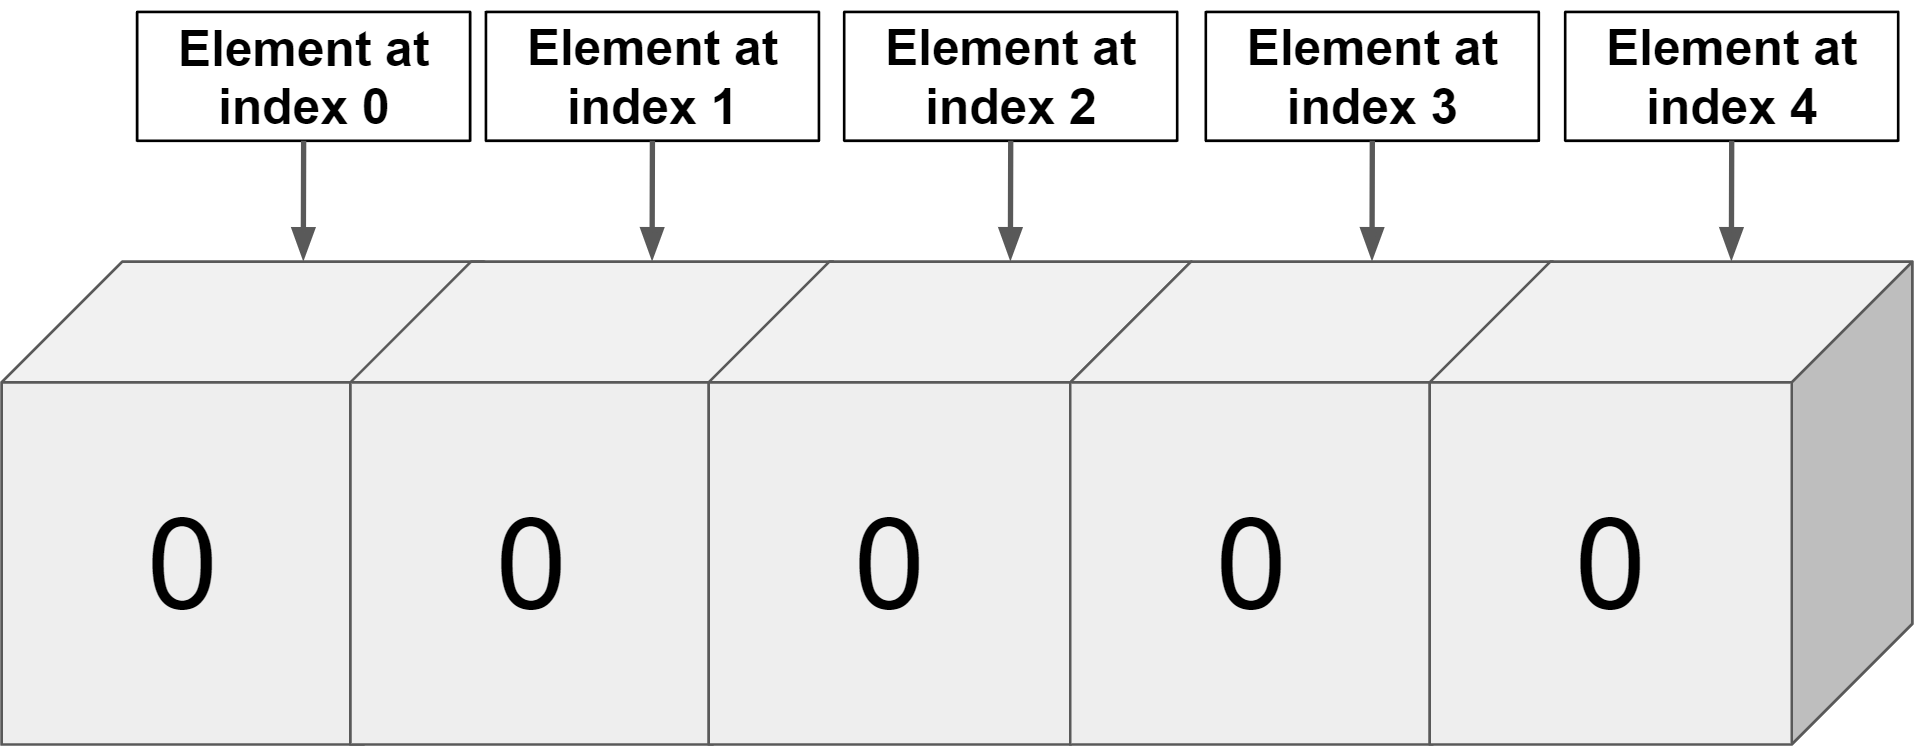 Element at
index 0
Element at
index 1
Element at
index 2
Element at
index 3
Element at
index 4
0
0
0
0
0